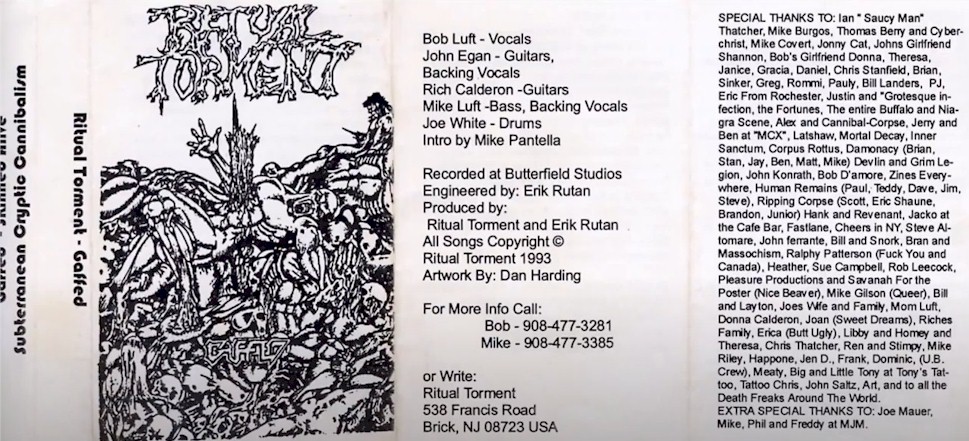 Gaffed - Skinned Alive
Subterranean Cryptic Cannibalism
Ritual Torment - Gaffed
RITUAL
TORMENT
GAFFED
Bob Luft - Vocals
John Egan - Guitars,
Backing Vocals
Rich Calderon -Guitars
Mike Luft -Bass, Backing Vocals
Joe White - Drums
Intro by Mike Pantella
Recorded at Butterfield Studios
Engineered by: Erik Rutan
Produced by:
Ritual Torment and Erik Rutan
All Songs Copyright ©
Ritual Torment 1993
Artwork By: Dan Harding
For More Info Call:
Bob - 908-477-3281
Mike - 908-477-3385
or Write:
Ritual Torment
538 Francis Road
Brick, NJ 08723 USA
SPECIAL THANKS TO: Ian " Saucy Man"
Thatcher, Mike Burgos, Thomas Berry and Cyber-
christ, Mike Covert, Jonny Cat, Johns Girlfriend
Shannon, Bob's Girlfriend Donna, Theresa,
Janice, Gracia, Daniel, Chris Stanfield, Brian,
Sinker, Greg, Rommi, Pauly, Bill Landers, PJ,
Eric From Rochester, Justin and "Grotesque in-
fection, the Fortunes, The entire Buffalo and Nia-
gra Scene, Alex and Cannibal-Corpse, Jerry and
Ben at "MCX", Latshaw, Mortal Decay, Inner
Sanctum, Corpus Rottus, Damonacy (Brian,
Stan, Jay, Ben, Matt, Mike) Devlin and Grim Le-
gion, John Konrath, Bob D'amore, Zines Every-
where, Human Remains (Paul, Teddy, Dave, Jim,
Steve), Ripping Corpse (Scott, Eric Shaune,
Brandon, Junior) Hank and Revenant, Jacko at
the Cafe Bar, Fastlane, Cheers in NY, Steve Al-
tomare, John ferrante, Bill and Snork, Bran and
Massochism, Ralphy Patterson (Fuck You and
Canada), Heather, Sue Campbell, Rob Leecock,
Pleasure Productions and Savanah For the
Poster (Nice Beaver), Mike Gilson (Queer), Bill
and Layton, Joes Wife and Family, Mom Luft,
Donna Calderon, Joan (Sweet Dreams), Riches
Family, Erica (Butt Ugly), Libby and Homey and
Theresa, Chris Thatcher, Ren and Stimpy, Mike
Riley, Happone, Jen D., Frank, Dominic, (U.B.
Crew), Meaty, Big and Little Tony at Tony's Tat-
too, Tattoo Chris, John Saltz, Art, and to all the
Death Freaks Around The World.
EXTRA SPECIAL THANKS TO: Joe Mauer,
Mike, Phil and Freddy at MJM.